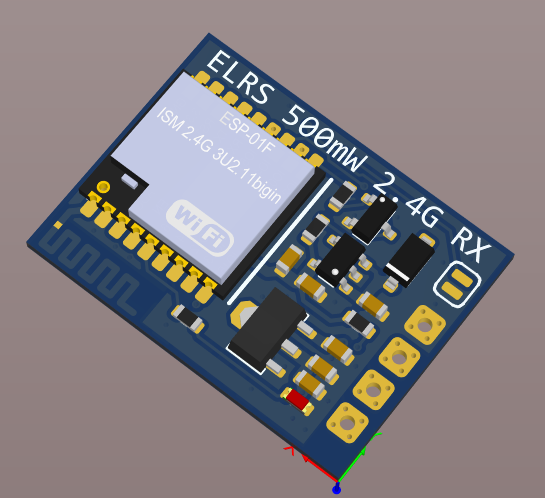 ELRS 500mW 2.4G RX
ESP-01F
ISM 2.4G 3U2.11bigin
WiFi